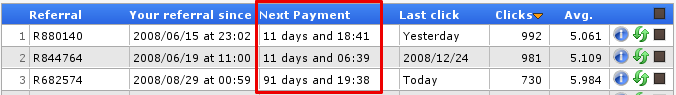 Referral Your referral since Next Payment Last click Clicks Avg.
1 R880140 2008/06/15 at 23:02 11 days and 18:41 Yesterday 992 5.061
2 R844764 2008/06/19 at 11:00 11 days and 06:39 2008/12/24 981 5.109
3 R682574 2008/08/29 at 00:59 91 days and 19:38 Today 730 5.984